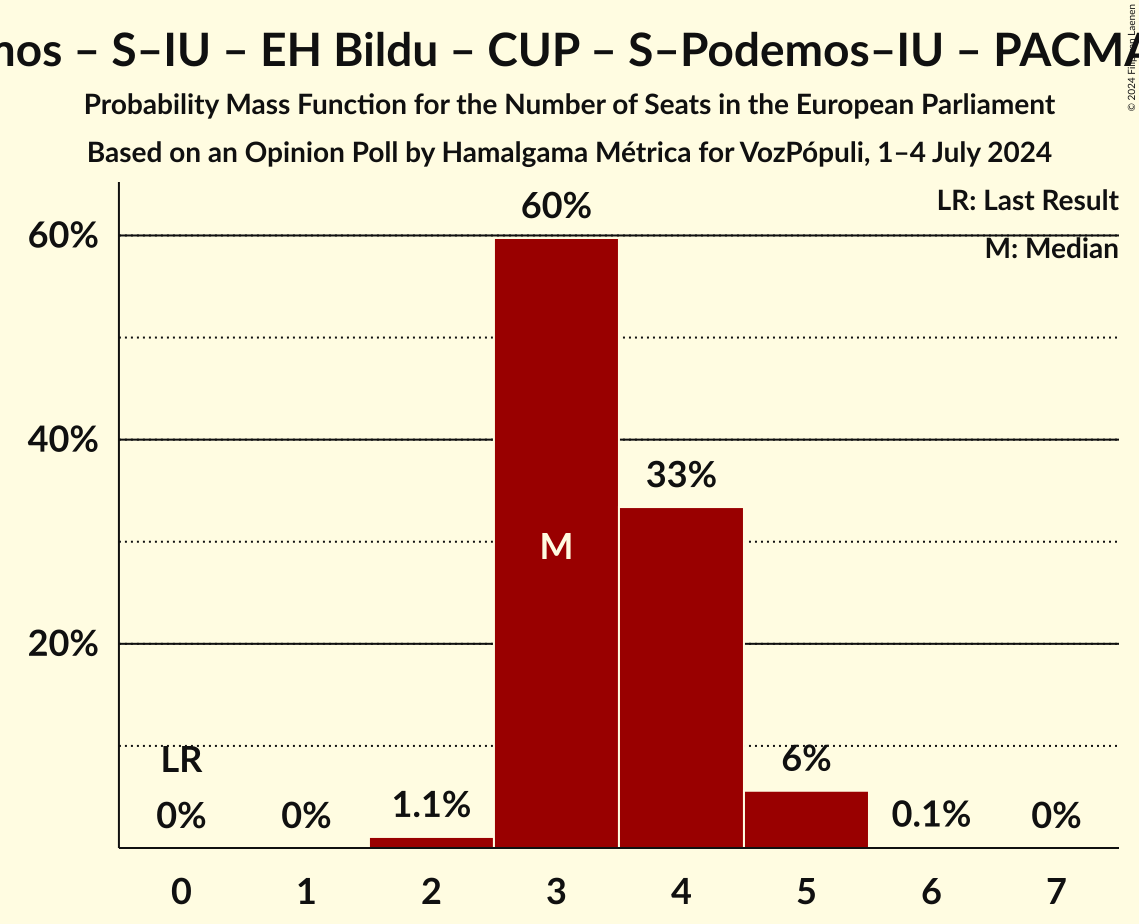 – S–IU – EH Bildu – CUP – S–Podemos–IU –
Probability Mass Function for the Number of Seats in the European Parliament
Based on an Opinion Poll by Hamalgama Métrica for VozPópuli, 1–4 July 2024
LR: Last Result
M: Median
60%
40%
20%
LR
0%
0%
1.1%
60%
M
33%
6%
0.1%
0%
0 1 2 3 4 5 6 7